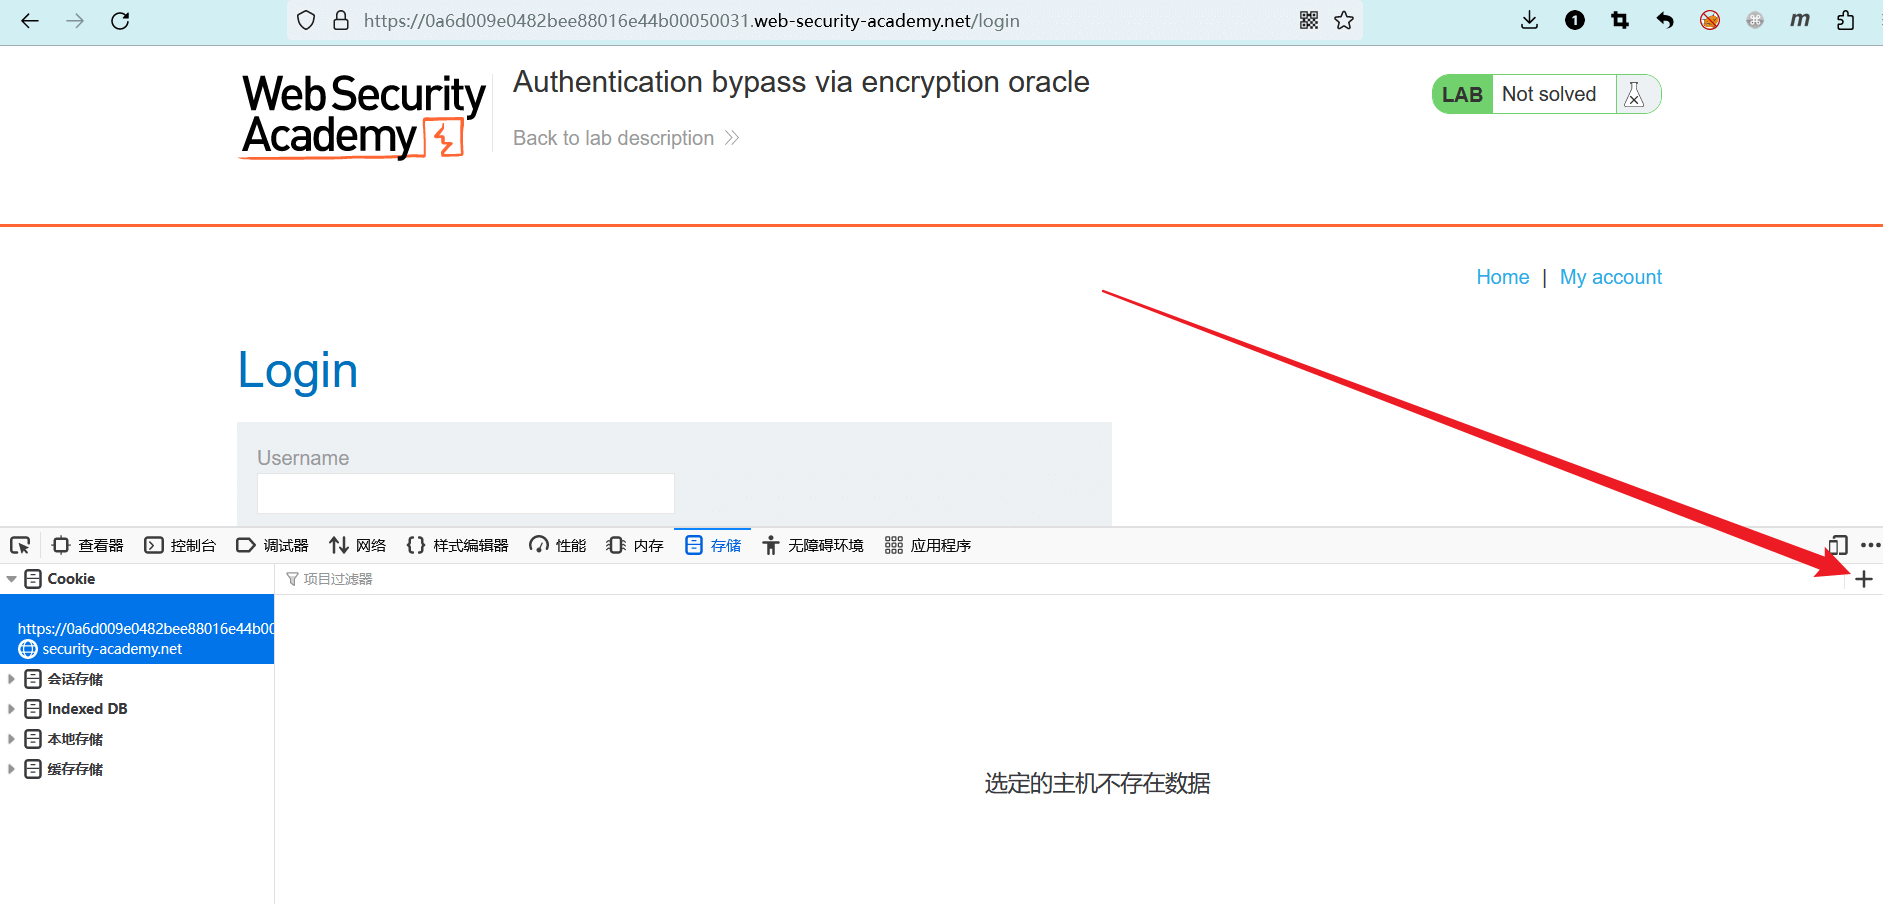 https://0a6d009e0482bee88016e44b00050031.web-security-academy.net/login
1
m
Web Security
Academy
Authentication bypass via encryption oracle
Back to lab description
LAB Not solved
Home | My account
Login
Username
查看器 控制台 调试器 网络 样式编辑器 性能 内存 存储 无障碍环境 应用程序
Cookie
项目过滤器
https://0a6d009e0482bee88016e44b00
security-academy.net
会话存储
Indexed DB
本地存储
缓存存储
选定的主机不存在数据